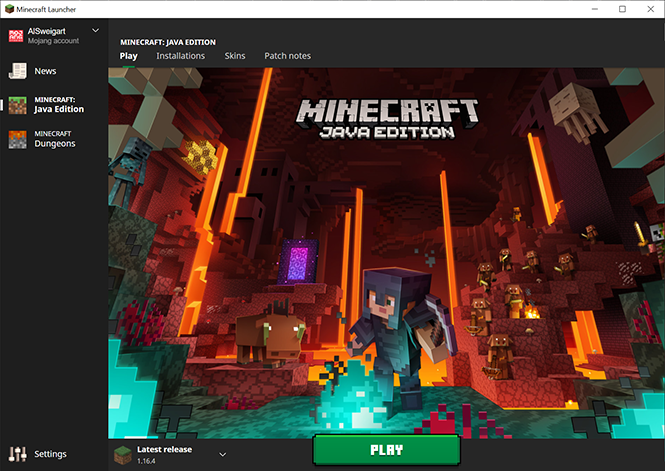 Minecraft Launcher
AlSweigart
Mojang account
News
MINECRAFT:
Java Edition
MINECRAFT
Dungeons
Settings
MINECRAFT: JAVA EDITION
Play Installations Skins Patch notes
MINECRAFT
JAVA EDITION
Latest release
1.16.4
PLAY